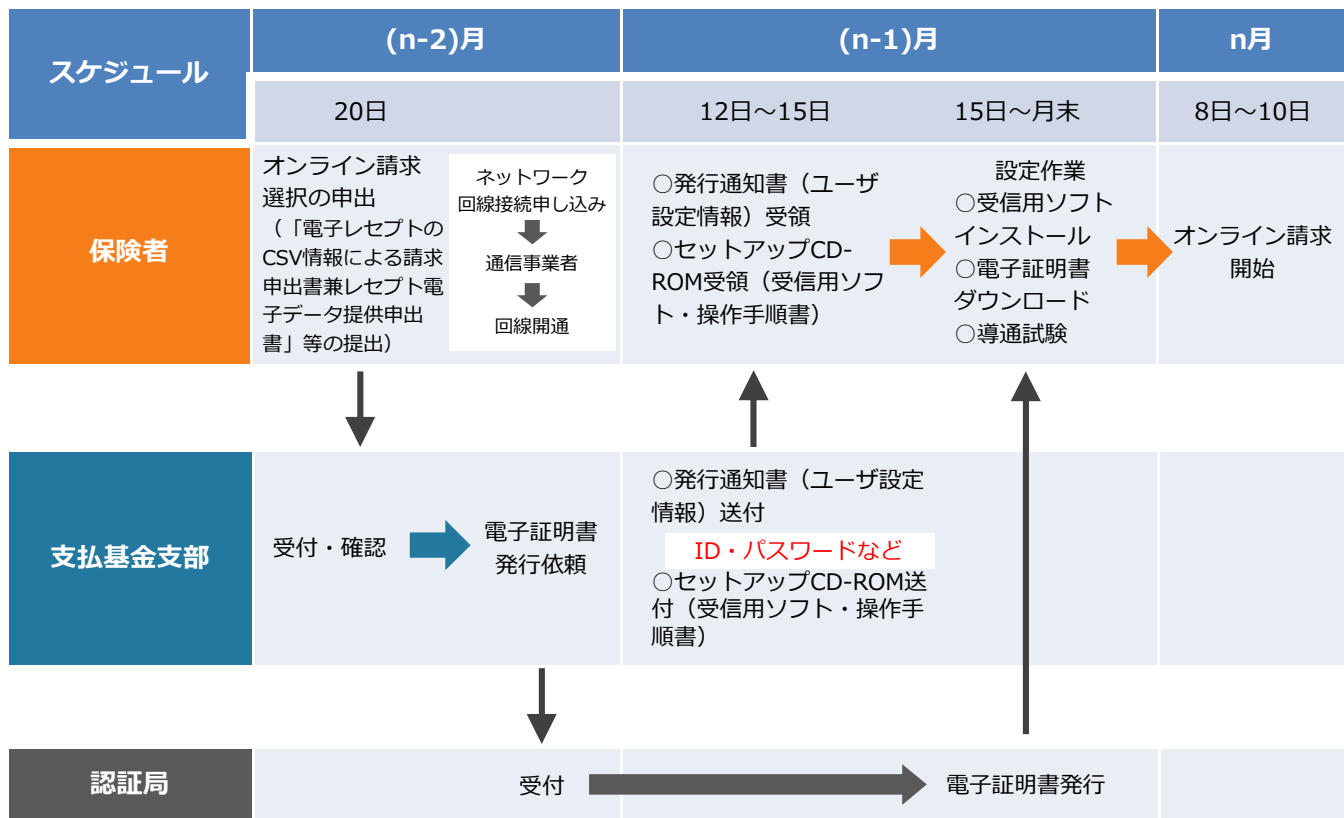 スケジュール
(n-2)月
(n-1)月
n月
20日
12日～15日
15日～月末
8日～10日
保険者
オンライン請求
選択の申出
（「電子レセプトの
CSV情報による請求
申出書兼レセプト電
子データ提供申出
書」等の提出）
ネットワーク
回線接続申し込み
通信事業者
回線開通
○発行通知書（ユーザ
設定情報）受領
○セットアップCD-
ROM受領（受信用ソフ
ト・操作手順書）
設定作業
○受信用ソフト
インストール
○電子証明書
ダウンロード
○導通試験
オンライン請求
開始
支払基金支部
受付・確認
電子証明書
発行依頼
○発行通知書（ユーザ設定
情報）送付
ID・パスワードなど
○セットアップCD-ROM送
付（受信用ソフト・操作手
順書）
認証局
受付
電子証明書発行